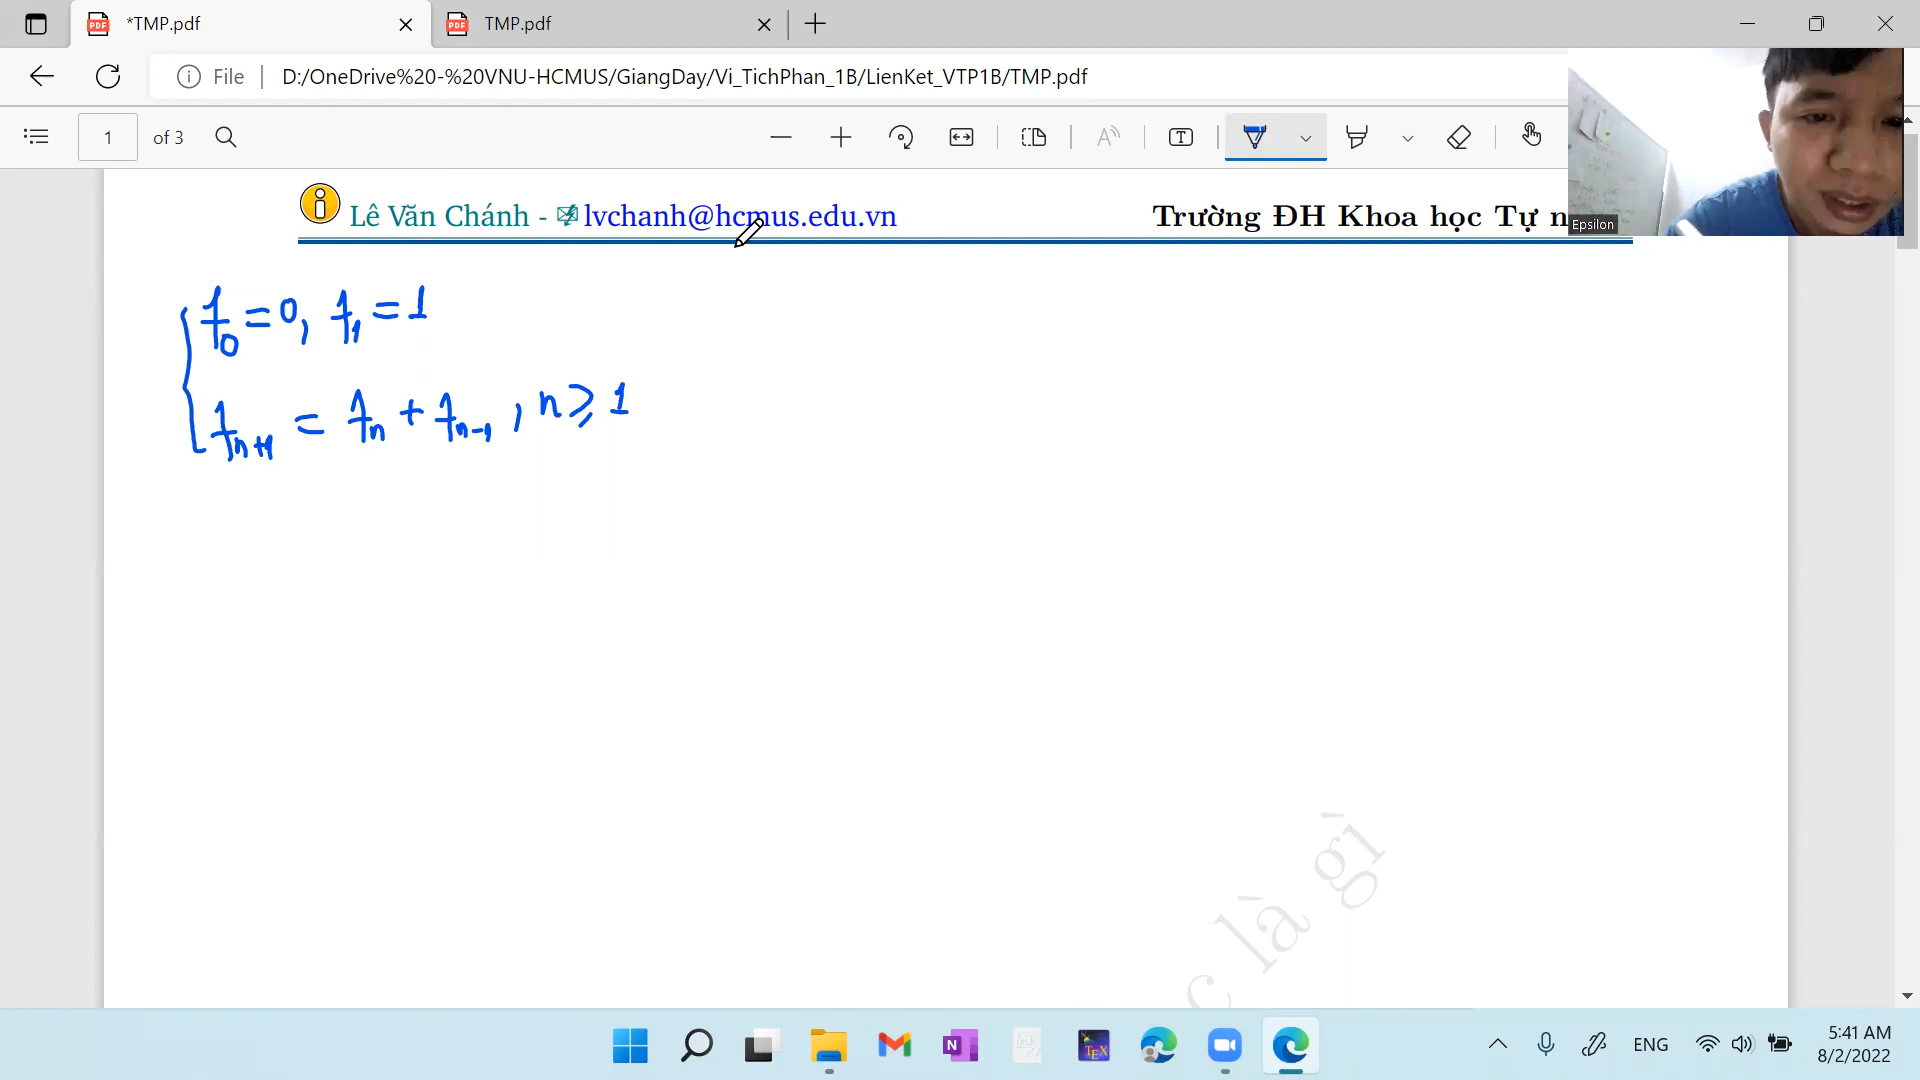 *TMP.pdf
TMP.pdf
File
D:/OneDrive%20-%20VNU-HCMUS/GiangDay/Vi_TichPhan_1B/LienKet_VTP1B/TMP.pdf
1 of 3
Lê Văn Chánh - lvchanh@hcmus.edu.vn
Trường ĐH Khoa học Tự n
Epsilon
f₀ = 0, f₁ = 1
fₙ₊₁ = fₙ + fₙ₋₁, n ⩾ 1
c là gì
TEX
ENG
5:41 AM
8/2/2022